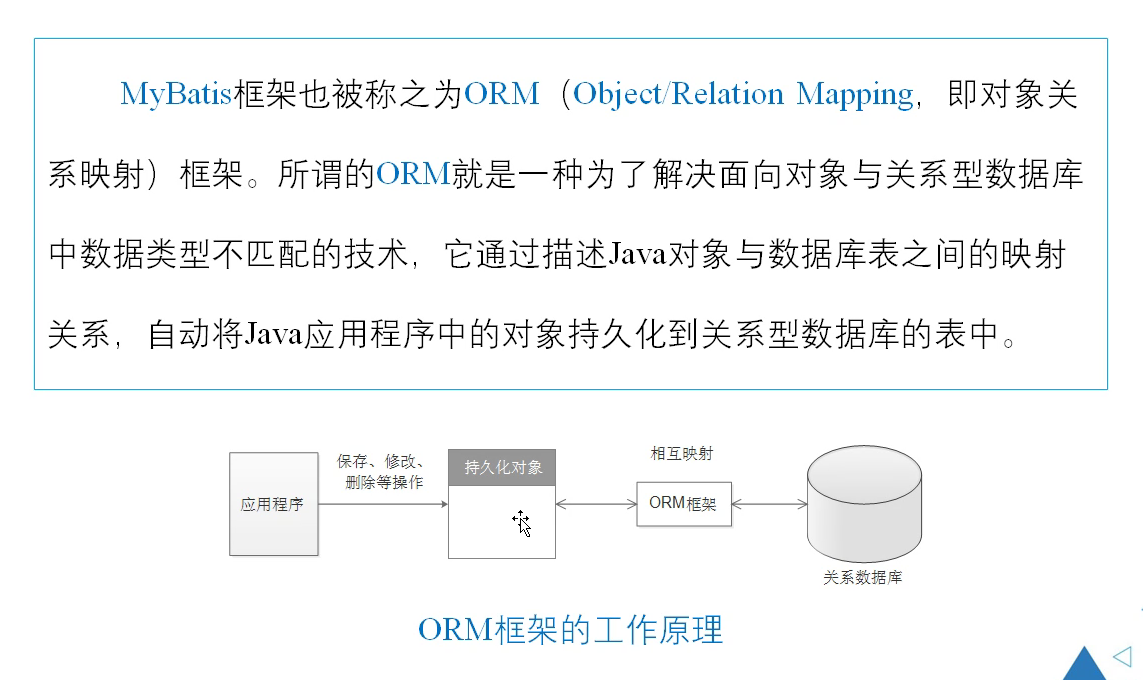 MyBatis框架也被称之为ORM（Object/Relation Mapping，即对象关
系映射）框架。所谓的ORM就是一种为了解决面向对象与关系型数据库
中数据类型不匹配的技术，它通过描述Java对象与数据库表之间的映射
关系，自动将Java应用程序中的对象持久化到关系型数据库的表中。
应用程序
保存、修改、
删除等操作
持久化对象
相互映射
ORM框架
关系数据库
ORM框架的工作原理